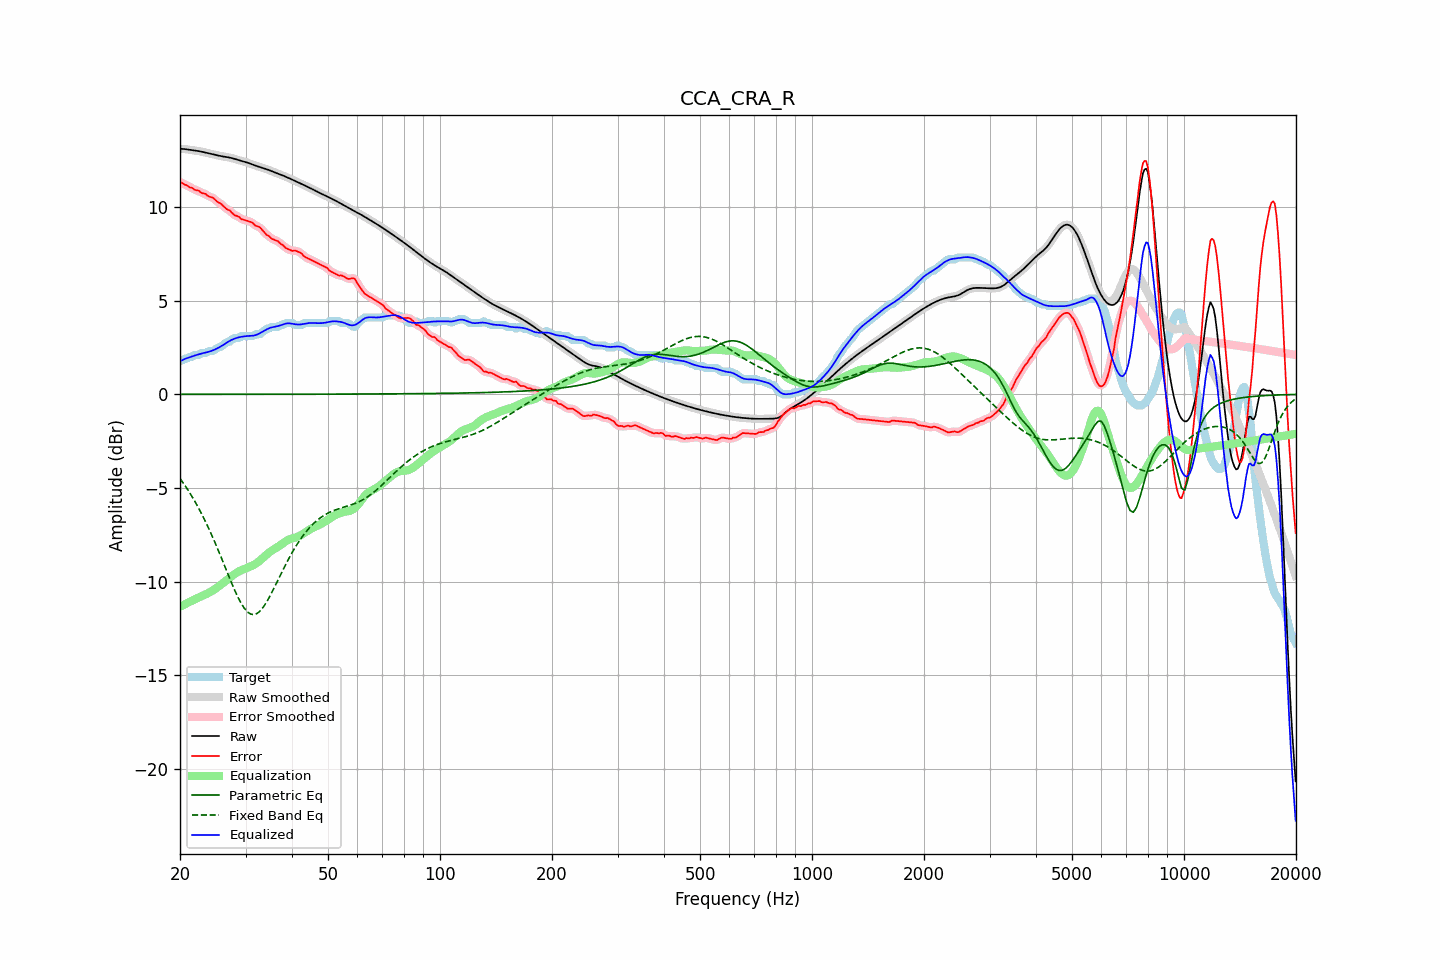 CCA_CRA_R
Amplitude (dBr)
10
5
0
−5
−10
−15
−20
Target
Raw Smoothed
Error Smoothed
Raw
Error
Equalization
Parametric Eq
Fixed Band Eq
Equalized
20 50 100 200 500 1000 2000 5000 10000 20000
Frequency (Hz)